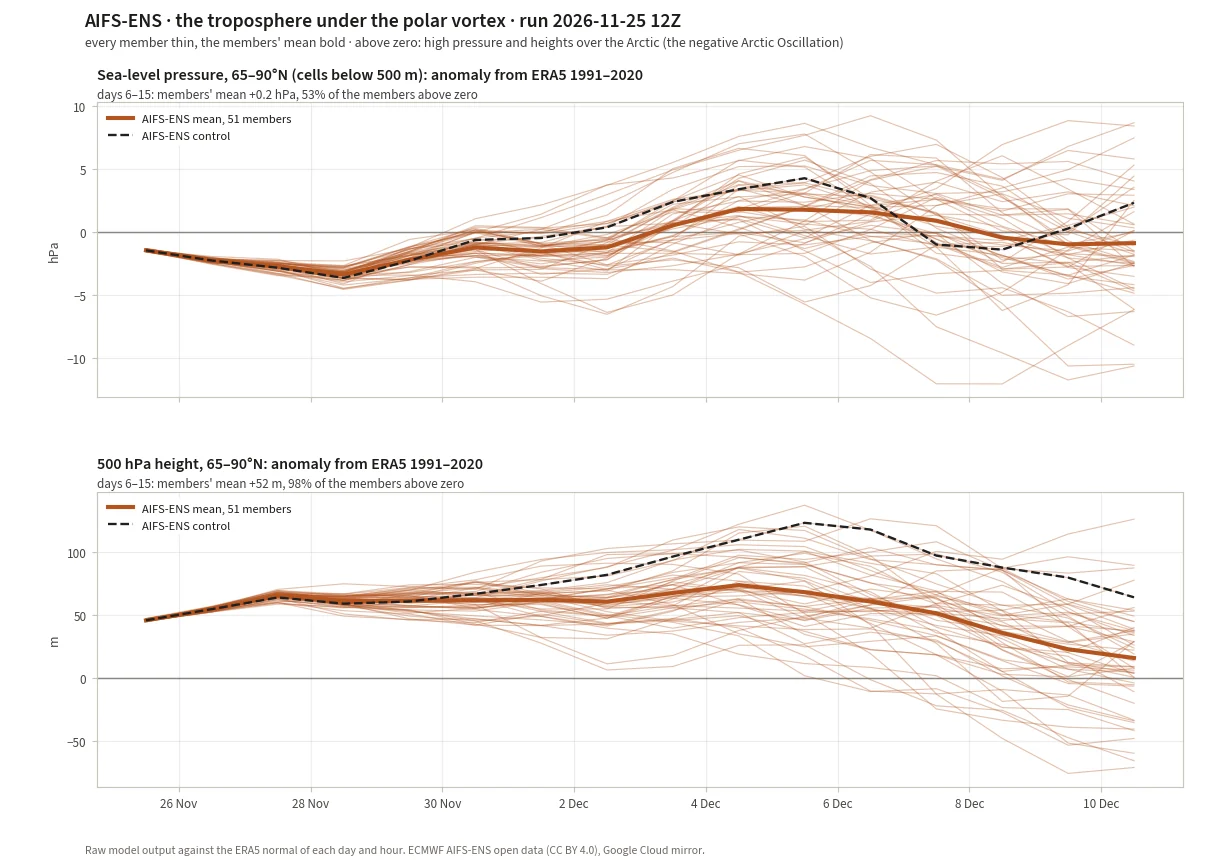 AIFS-ENS · the troposphere under the polar vortex · run 2026-11-25 12Z
every member thin, the members' mean bold · above zero: high pressure and heights over the Arctic (the negative Arctic Oscillation)
Sea-level pressure, 65–90°N (cells below 500 m): anomaly from ERA5 1991–2020
days 6–15: members' mean +0.2 hPa, 53% of the members above zero
AIFS-ENS mean, 51 members
AIFS-ENS control
10
5
0
−5
−10
hPa
500 hPa height, 65–90°N: anomaly from ERA5 1991–2020
days 6–15: members' mean +52 m, 98% of the members above zero
AIFS-ENS mean, 51 members
AIFS-ENS control
100
50
0
−50
m
26 Nov 28 Nov 30 Nov 2 Dec 4 Dec 6 Dec 8 Dec 10 Dec
Raw model output against the ERA5 normal of each day and hour. ECMWF AIFS-ENS open data (CC BY 4.0), Google Cloud mirror.